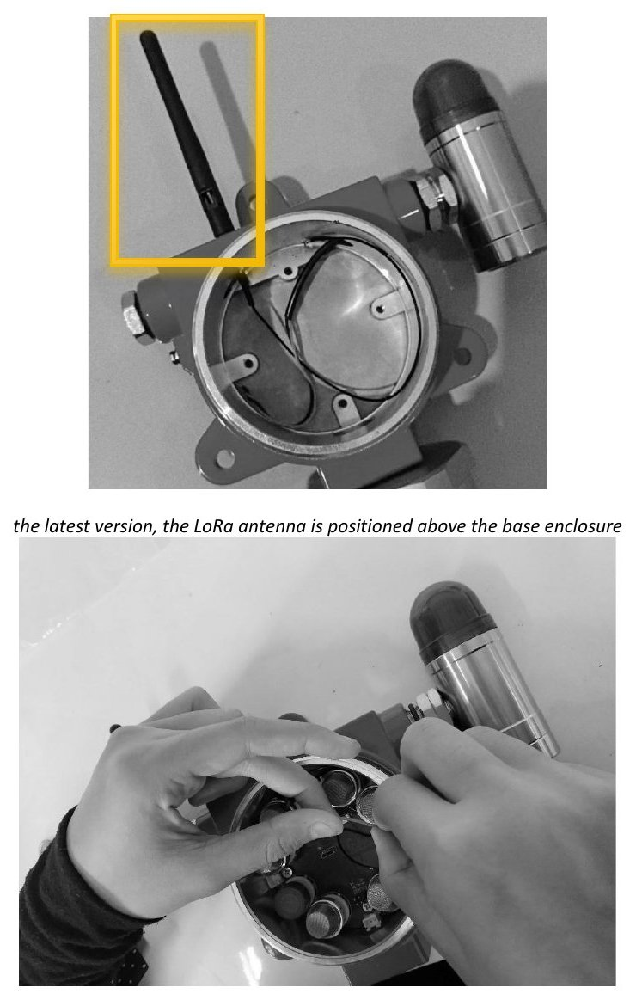 the latest version, the LoRa antenna is positioned above the base enclosure